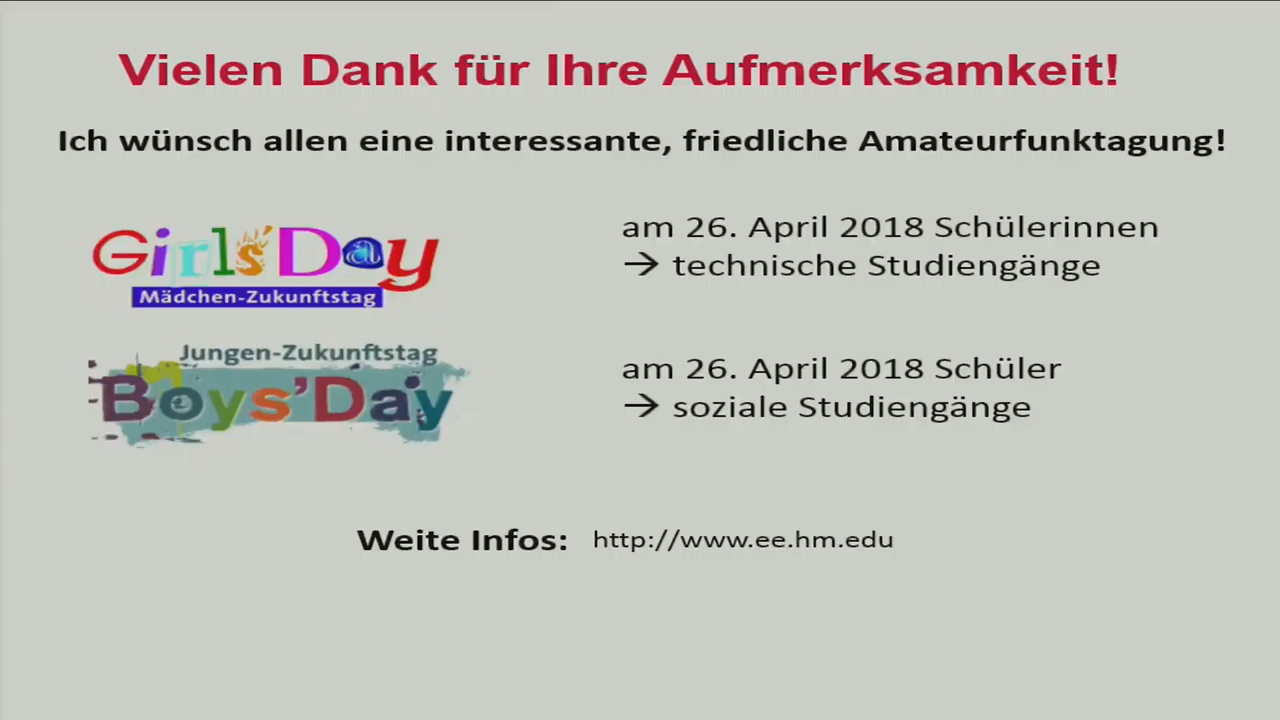 Vielen Dank für Ihre Aufmerksamkeit!
Ich wünsch allen eine interessante, friedliche Amateurfunktagung!
Girls'Day
Mädchen-Zukunftstag
am 26. April 2018 Schülerinnen
→ technische Studiengänge
Jungen-Zukunftstag
Boys'Day
am 26. April 2018 Schüler
→ soziale Studiengänge
Weite Infos: http://www.ee.hm.edu